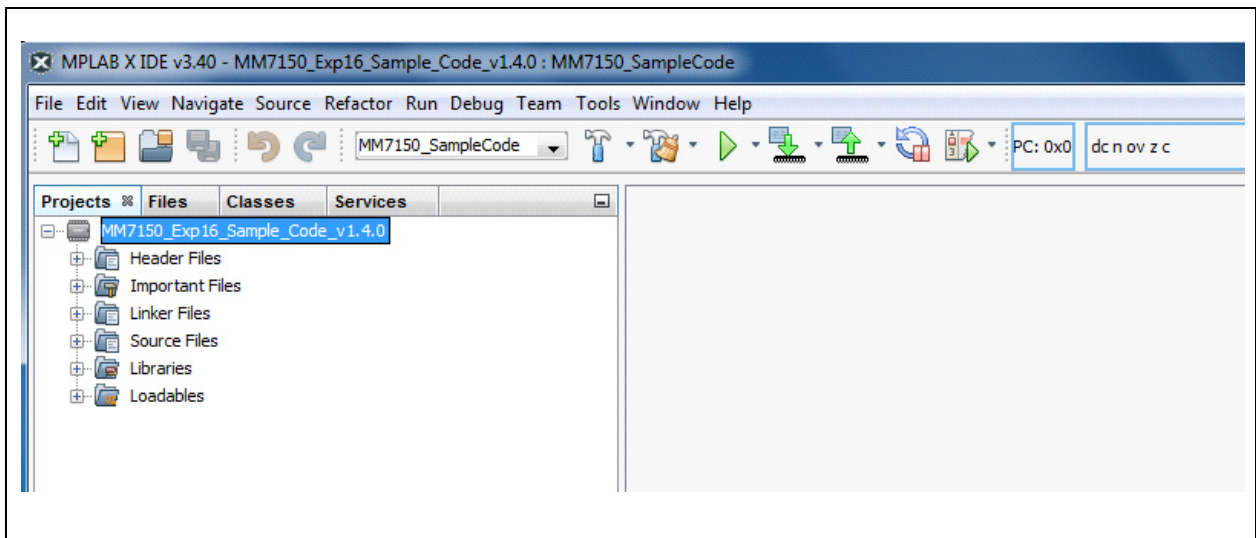 MPLAB X IDE v3.40 - MM7150_Exp16_Sample_Code_v1.4.0 : MM7150_SampleCode
File Edit View Navigate Source Refactor Run Debug Team Tools Window Help
MM7150_SampleCode PC: 0x0 dc n ov z c
Projects Files Classes Services
MM7150_Exp16_Sample_Code_v1.4.0
Header Files
Important Files
Linker Files
Source Files
Libraries
Loadables